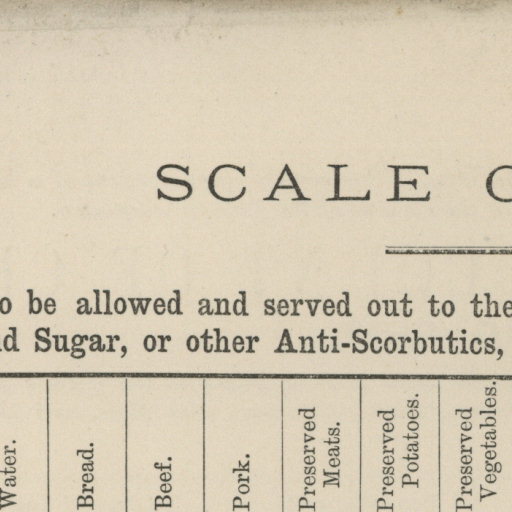 SCALE
be allowed and served out to the
Sugar, or other Anti-Scorbutics,
Water.
Bread.
Beef.
Pork.
Preserved
Meats.
Preserved
Potatoes.
Preserved
Vegetables.